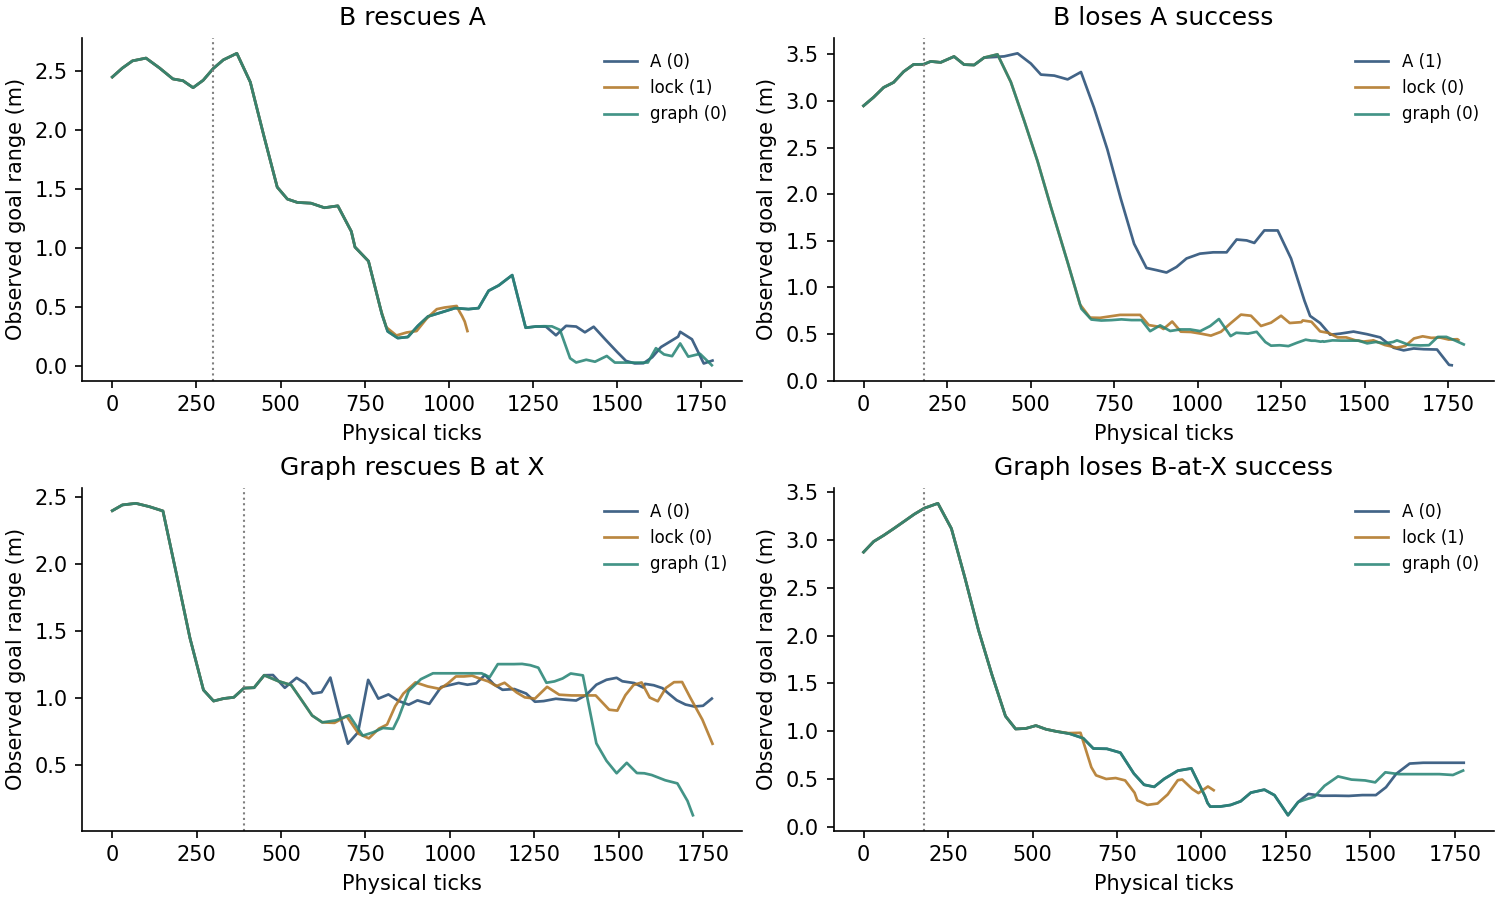 B rescues A
Observed goal range (m)
2.5
2.0
1.5
1.0
0.5
0.0
0 250 500 750 1000 1250 1500 1750
Physical ticks
A (0)
lock (1)
graph (0)
B loses A success
Observed goal range (m)
3.5
3.0
2.5
2.0
1.5
1.0
0.5
0.0
0 250 500 750 1000 1250 1500 1750
Physical ticks
A (1)
lock (0)
graph (0)
Graph rescues B at X
Observed goal range (m)
2.5
2.0
1.5
1.0
0.5
0 250 500 750 1000 1250 1500 1750
Physical ticks
A (0)
lock (0)
graph (1)
Graph loses B-at-X success
Observed goal range (m)
3.5
3.0
2.5
2.0
1.5
1.0
0.5
0.0
0 250 500 750 1000 1250 1500 1750
Physical ticks
A (0)
lock (1)
graph (0)